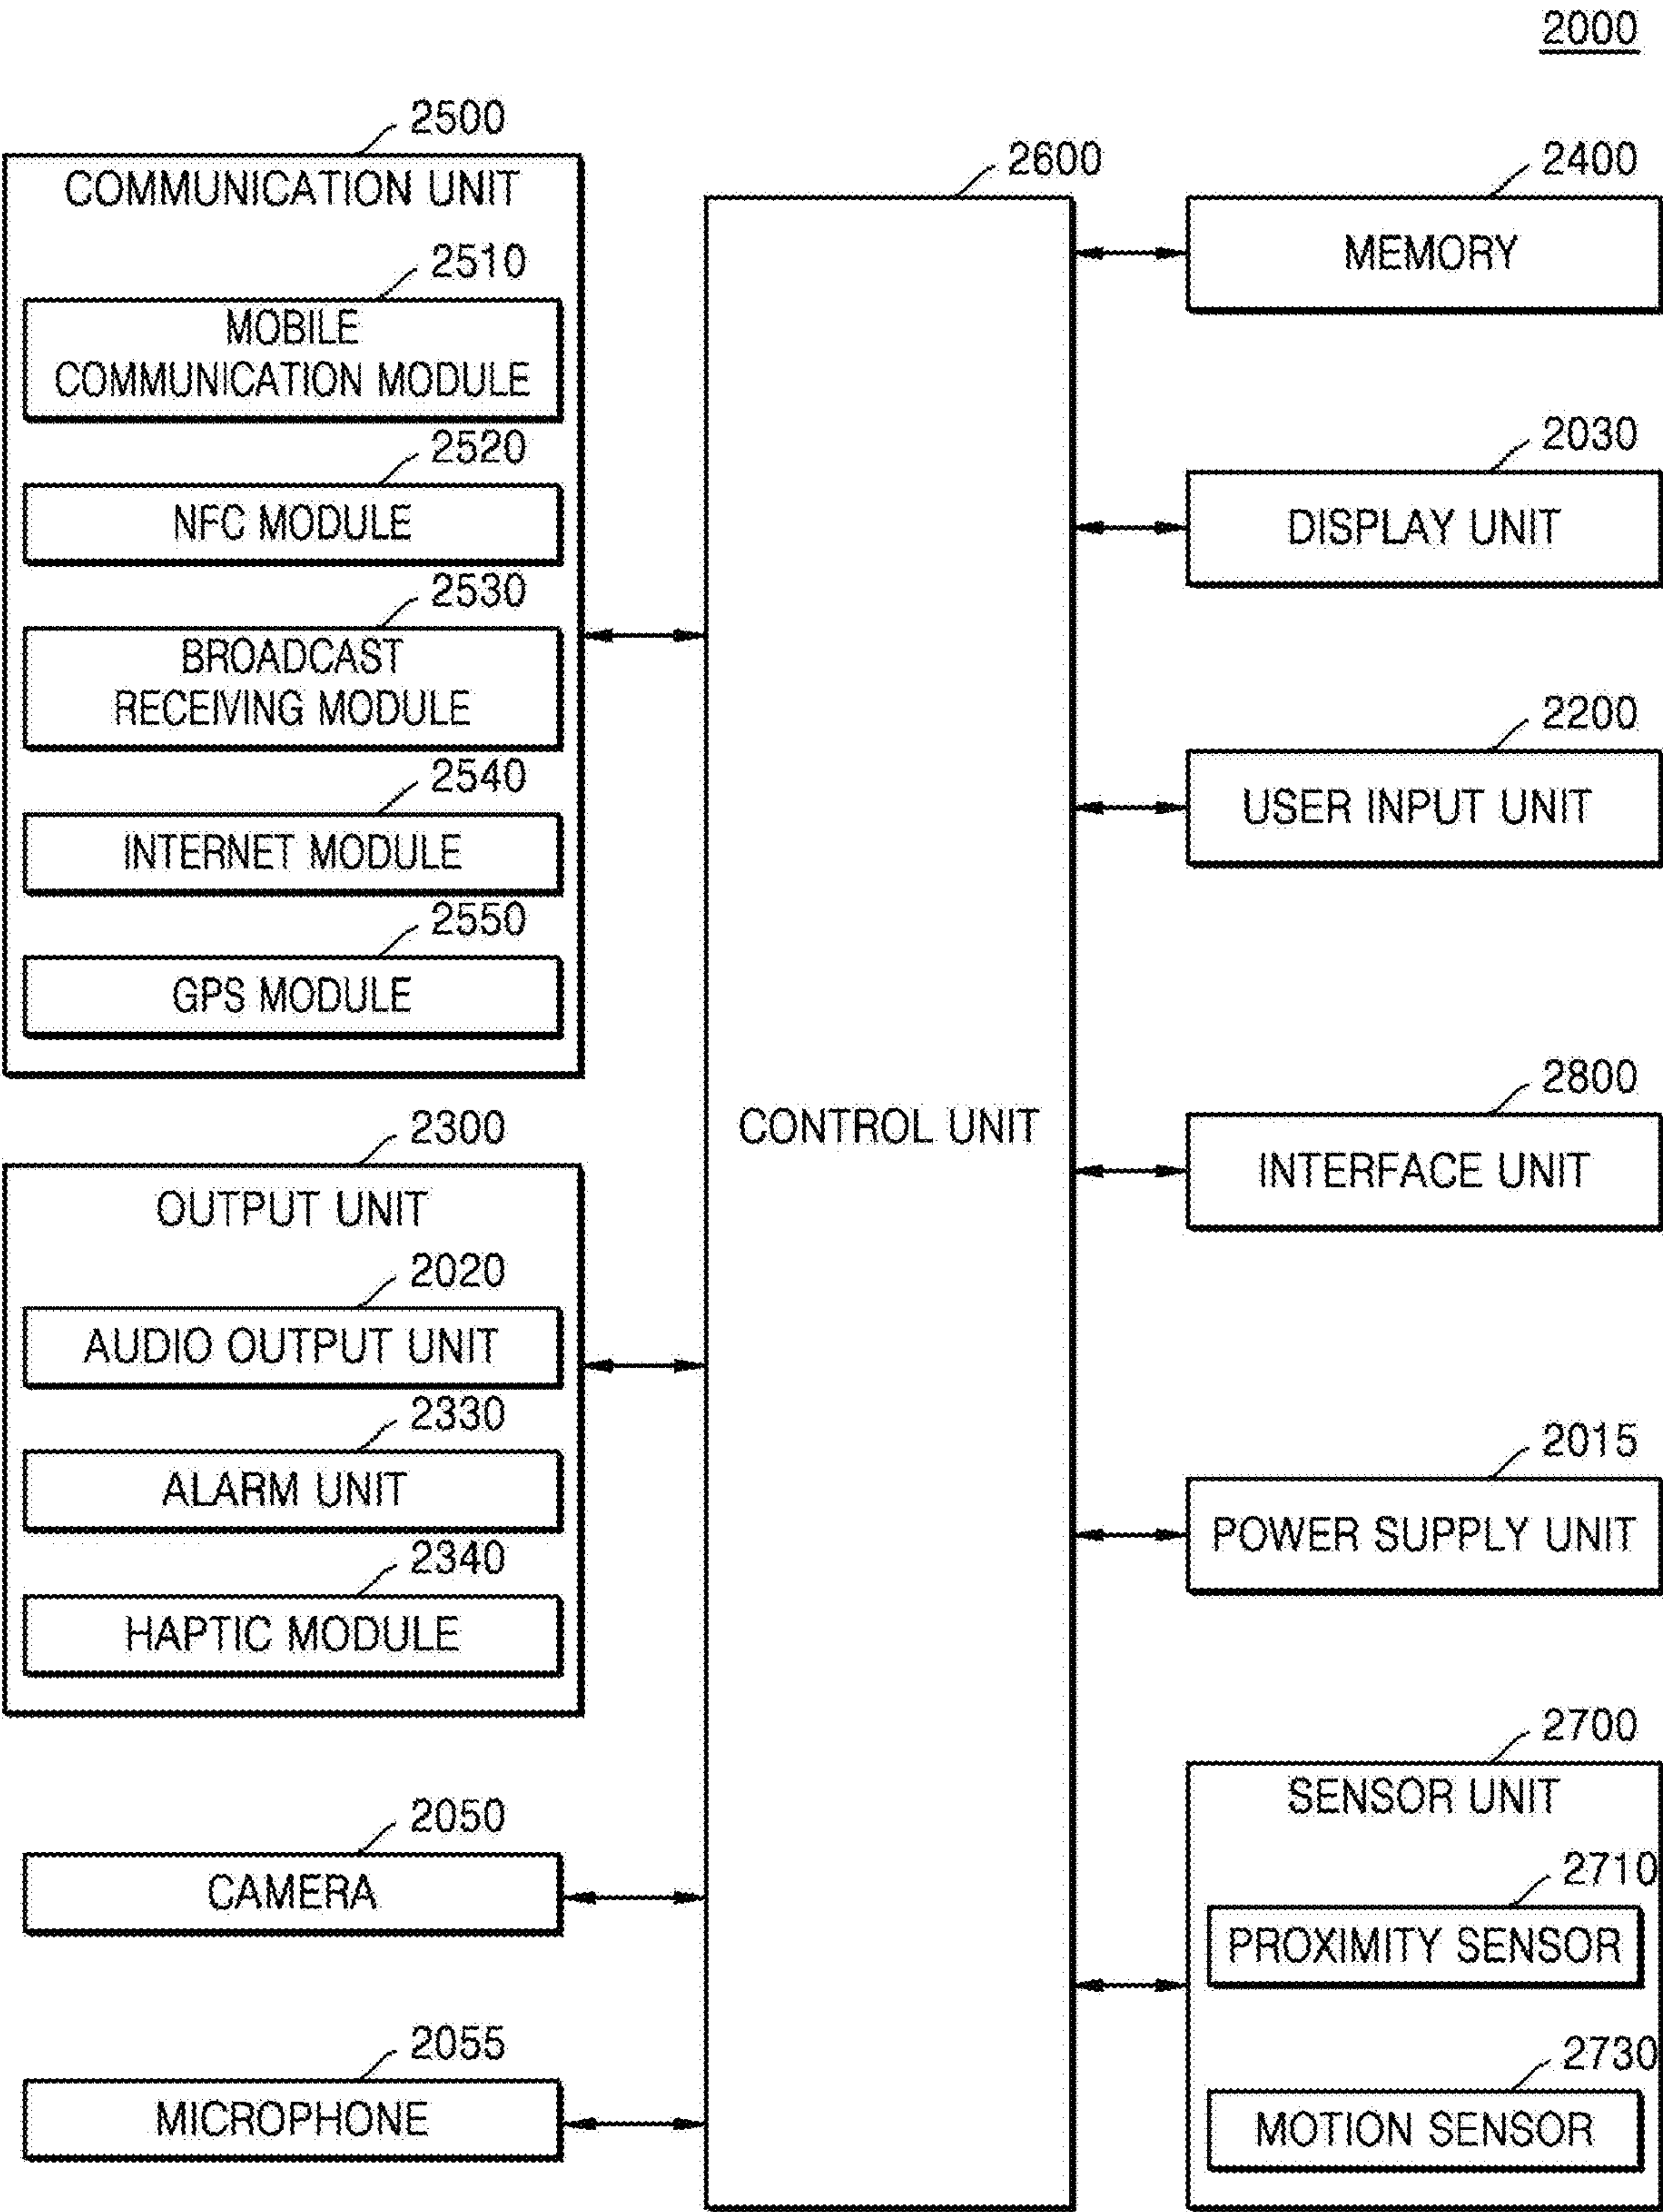 2000
2500
COMMUNICATION UNIT
2510
MOBILE
COMMUNICATION MODULE
2520
NFC MODULE
2530
BROADCAST
RECEIVING MODULE
2540
INTERNET MODULE
2550
GPS MODULE
2300
OUTPUT UNIT
2020
AUDIO OUTPUT UNIT
2330
ALARM UNIT
2340
HAPTIC MODULE
2050
CAMERA
2055
MICROPHONE
2600
CONTROL UNIT
2400
MEMORY
2030
DISPLAY UNIT
2200
USER INPUT UNIT
2800
INTERFACE UNIT
2015
POWER SUPPLY UNIT
2700
SENSOR UNIT
2710
PROXIMITY SENSOR
2730
MOTION SENSOR